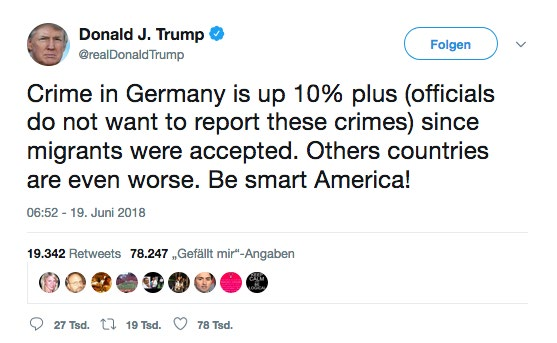 Donald J. Trump
@realDonaldTrump
Folgen
Crime in Germany is up 10% plus (officials
do not want to report these crimes) since
migrants were accepted. Others countries
are even worse. Be smart America!
06:52 - 19. Juni 2018
19.342 Retweets 78.247 „Gefällt mir“-Angaben
27 Tsd. 19 Tsd. 78 Tsd.